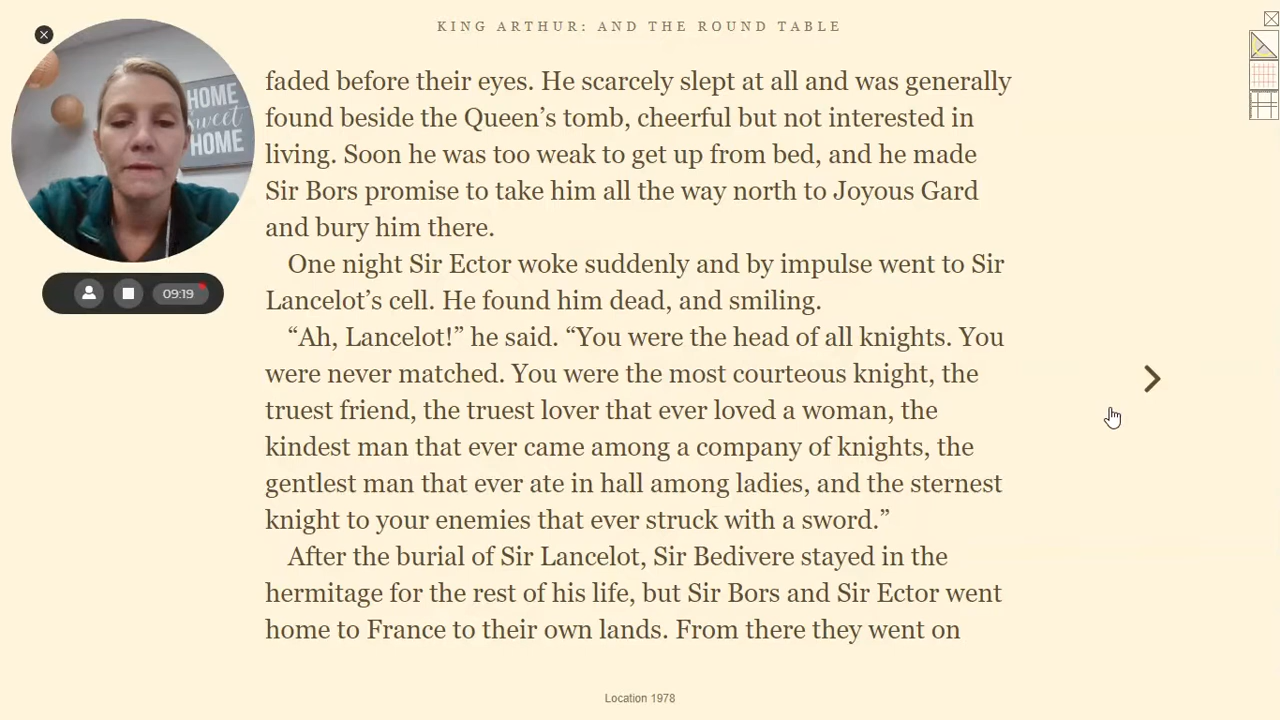 KING ARTHUR: AND THE ROUND TABLE
HOME
sweet
HOME
09:19
faded before their eyes. He scarcely slept at all and was generally
found beside the Queen’s tomb, cheerful but not interested in
living. Soon he was too weak to get up from bed, and he made
Sir Bors promise to take him all the way north to Joyous Gard
and bury him there.
One night Sir Ector woke suddenly and by impulse went to Sir
Lancelot’s cell. He found him dead, and smiling.
“Ah, Lancelot!” he said. “You were the head of all knights. You
were never matched. You were the most courteous knight, the
truest friend, the truest lover that ever loved a woman, the
kindest man that ever came among a company of knights, the
gentlest man that ever ate in hall among ladies, and the sternest
knight to your enemies that ever struck with a sword.”
After the burial of Sir Lancelot, Sir Bedivere stayed in the
hermitage for the rest of his life, but Sir Bors and Sir Ector went
home to France to their own lands. From there they went on
Location 1978